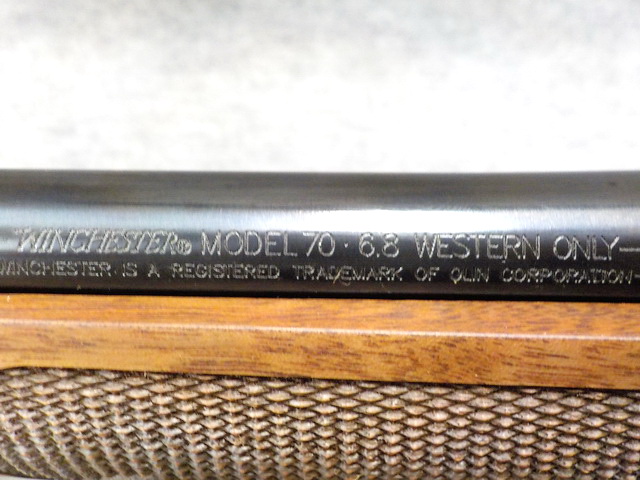 WINCHESTER® MODEL 70 · 6.8 WESTERN ONLY—
WINCHESTER IS A REGISTERED TRADEMARK OF OLIN CORPORATION-